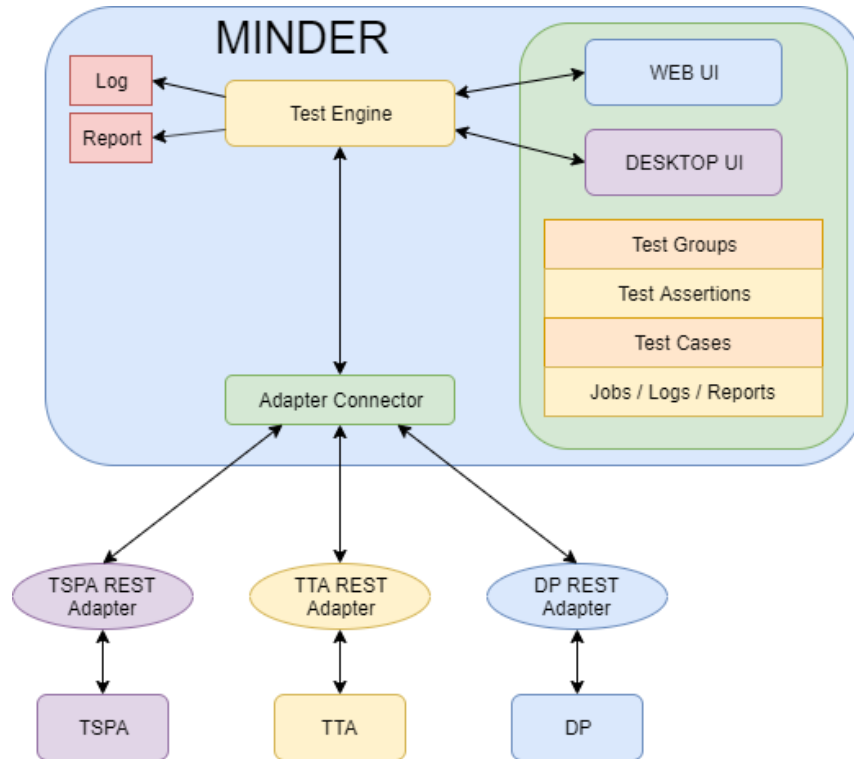 MINDER
Log
Report
Test Engine
WEB UI
DESKTOP UI
Test Groups
Test Assertions
Test Cases
Jobs / Logs / Reports
Adapter Connector
TSPA REST
Adapter
TTA REST
Adapter
DP REST
Adapter
TSPA
TTA
DP